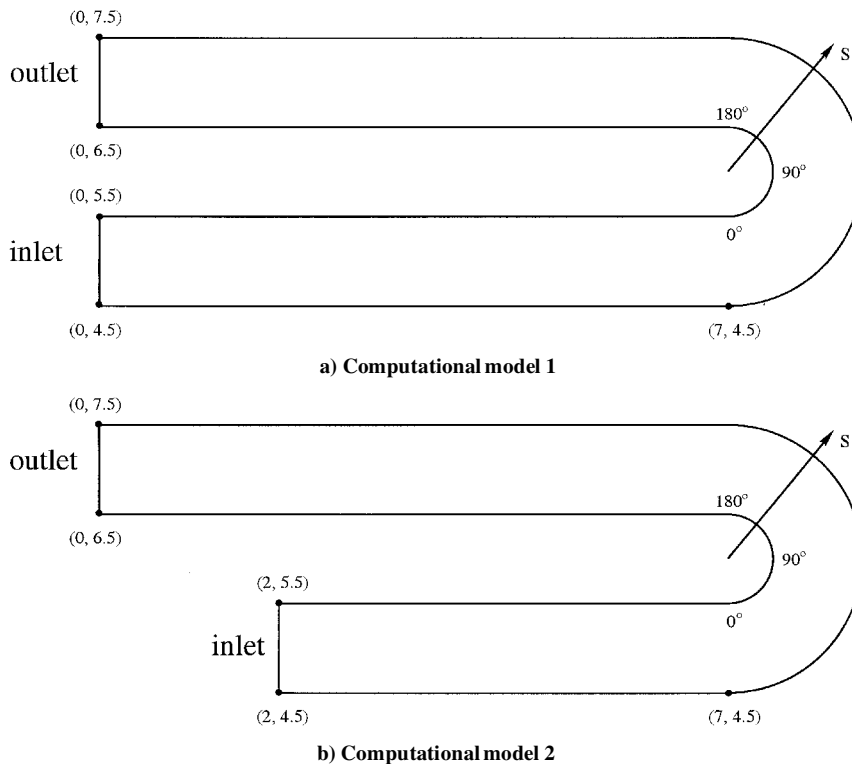 (0, 7.5)
outlet
S
180°
(0, 6.5)
90°
(0, 5.5)
inlet
0°
(0, 4.5)
(7, 4.5)
a) Computational model 1
(0, 7.5)
outlet
S
180°
(0, 6.5)
90°
(2, 5.5)
0°
inlet
(2, 4.5)
(7, 4.5)
b) Computational model 2